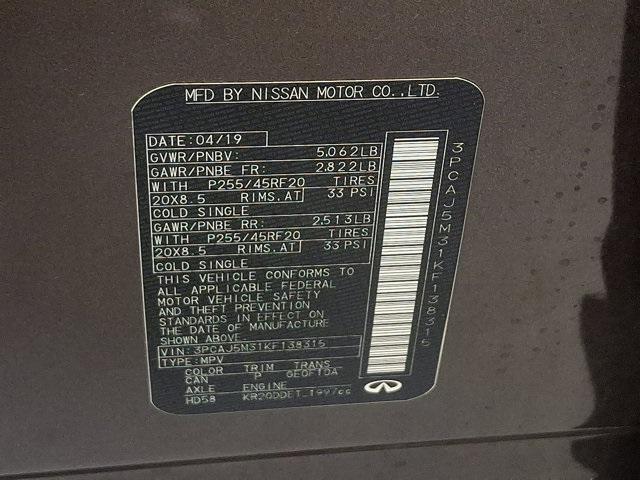 MFD BY NISSAN MOTOR CO.,LTD.
DATE:04/19
GVWR/PNBV: 5,062LB
GAWR/PNBE FR: 2,822LB
WITH P255/45RF20 TIRES
20X8.5 RIMS.AT 33 PSI
COLD SINGLE
GAWR/PNBE RR: 2,513LB
WITH P255/45RF20 TIRES
20X8.5 RIMS.AT 33 PSI
COLD SINGLE
THIS VEHICLE CONFORMS TO
ALL APPLICABLE FEDERAL
MOTOR VEHICLE SAFETY
AND THEFT PREVENTION
STANDARDS IN EFFECT ON
THE DATE OF MANUFACTURE
SHOWN ABOVE.
VIN:3PCAJ5M31KF138315
TYPE:MPV
COLOR TRIM TRANS
CAN P GE0F10A
AXLE ENGINE
HD58 KR20DDET 1997cc
3PCAJ5M31KF138315